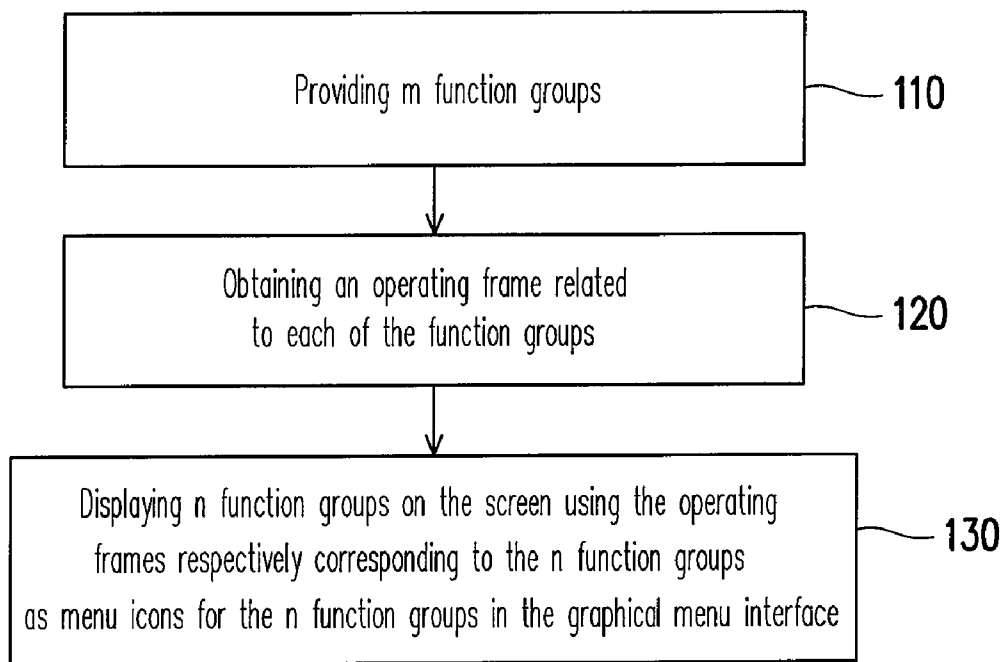 Providing m function groups
110
Obtaining an operating frame related
to each of the function groups
120
Displaying n function groups on the screen using the operating
frames respectively corresponding to the n function groups
as menu icons for the n function groups in the graphical menu interface
130